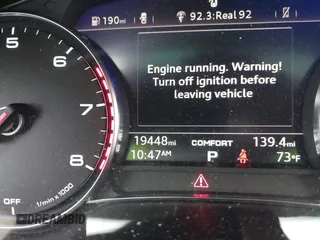 190mi 92.3:Real 92
Engine running. Warning!
Turn off ignition before
leaving vehicle
5
6
7
8
19448mi COMFORT 139.4mi
10:47AM P 73°F
OFF 1/min x 1000
DREAMBID